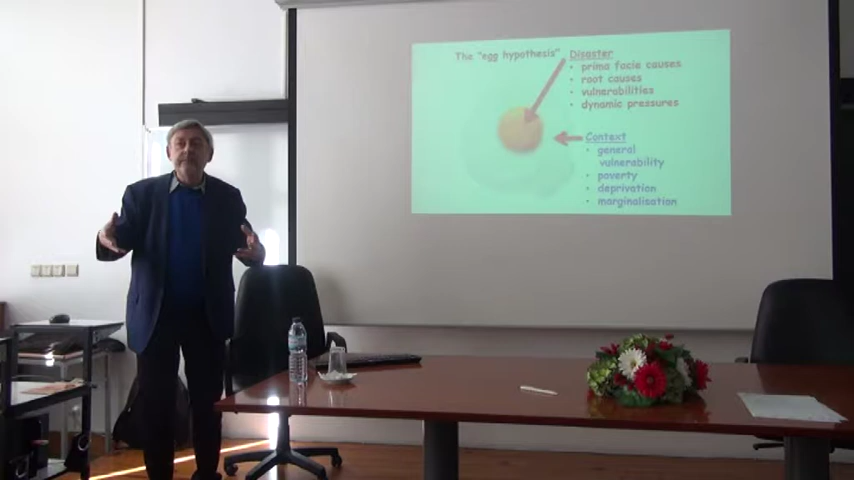 The "egg hypothesis"
Disaster
• prima facie causes
• root causes
• vulnerabilities
• dynamic pressures
Context
• general
vulnerability
• poverty
• deprivation
• marginalisation